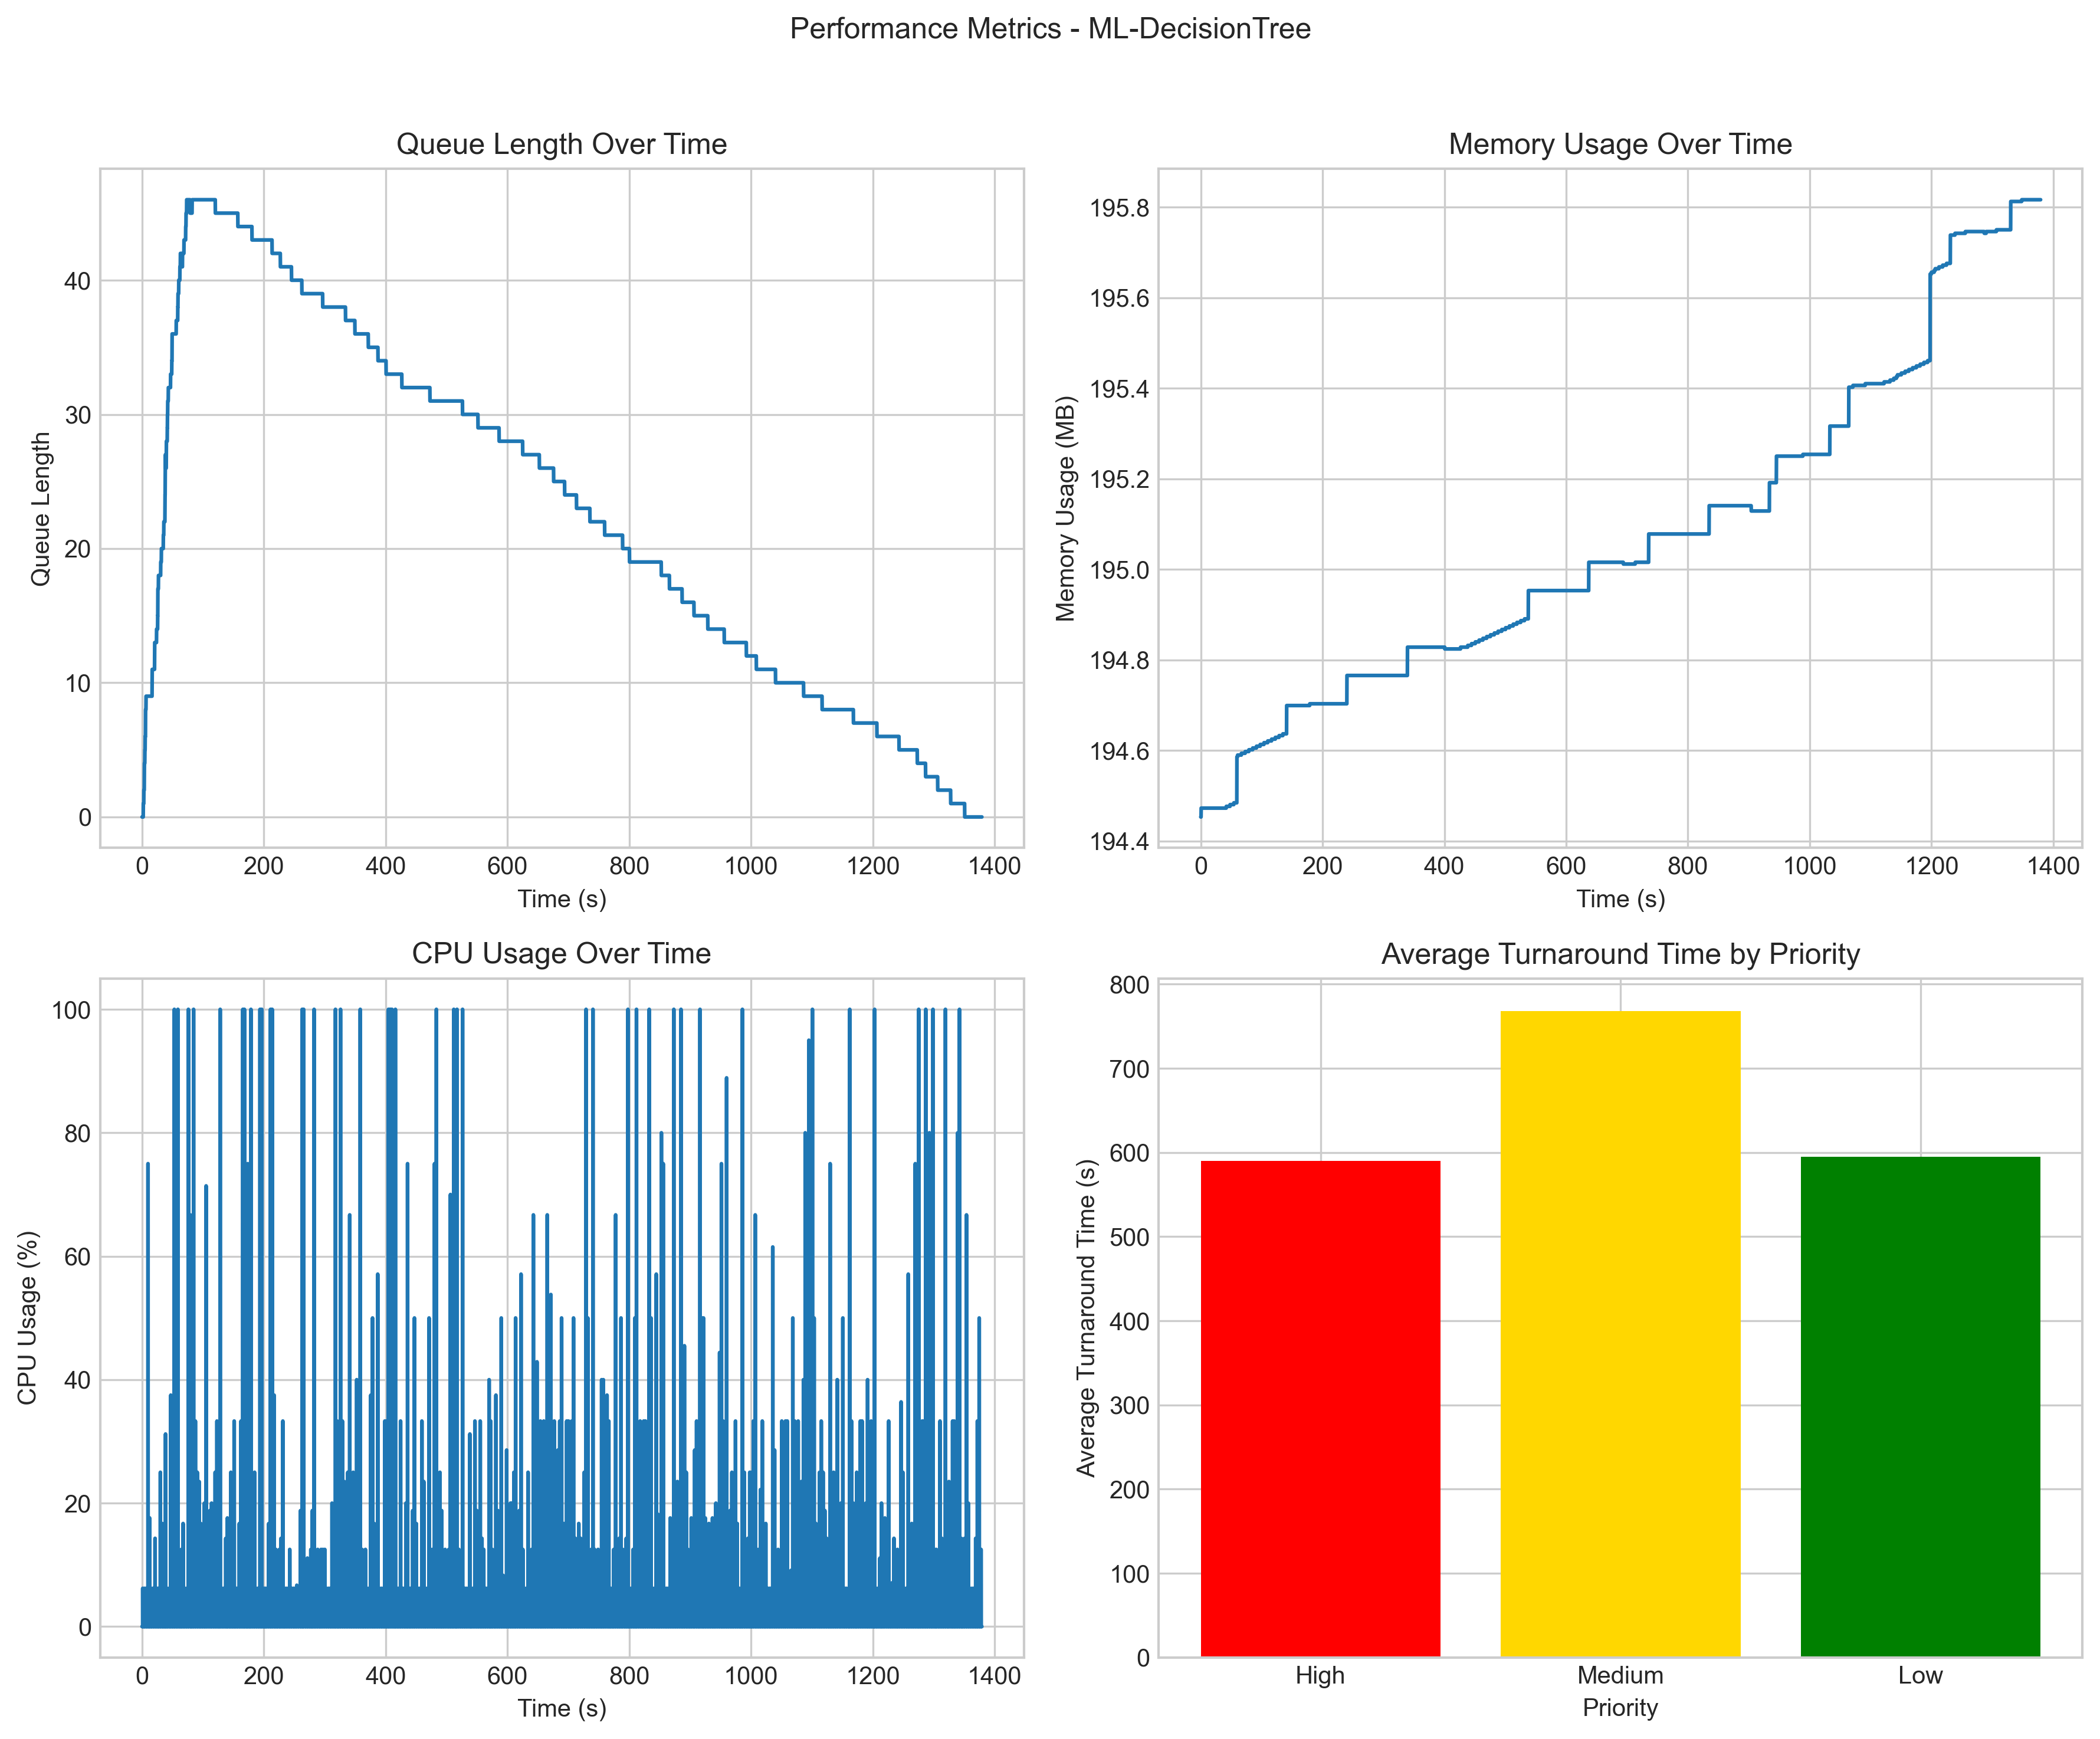 Performance Metrics - ML-DecisionTree
Queue Length Over Time
Queue Length
40
30
20
10
0
0 200 400 600 800 1000 1200 1400
Time (s)
Memory Usage Over Time
Memory Usage (MB)
195.8
195.6
195.4
195.2
195.0
194.8
194.6
194.4
0 200 400 600 800 1000 1200 1400
Time (s)
CPU Usage Over Time
CPU Usage (%)
100
80
60
40
20
0
0 200 400 600 800 1000 1200 1400
Time (s)
Average Turnaround Time by Priority
Average Turnaround Time (s)
800
700
600
500
400
300
200
100
0
High Medium Low
Priority